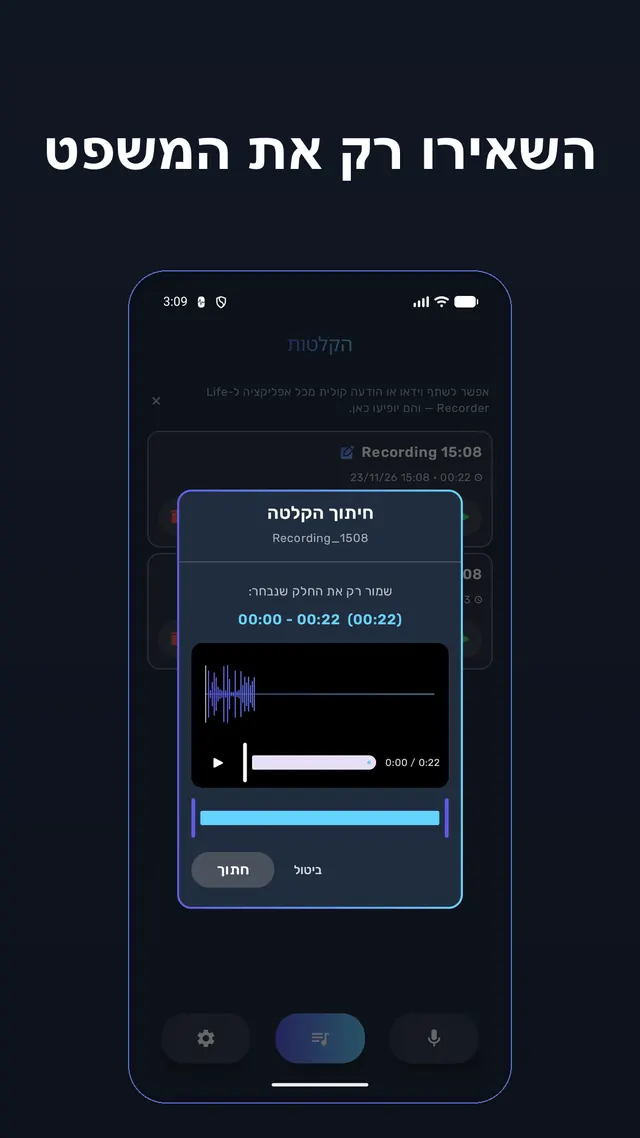 השאירו רק את המשפט
3:09
הקלטות
אפשר לשתף וידאו או הודעה קולית מכל אפליקציה ל-Life
Recorder — והם יופיעו כאן.
Recording 15:08
23/11/26 15:08 • 00:22
08
3
חיתוך הקלטה
Recording_1508
שמור רק את החלק שנבחר:
00:00 - 00:22 (00:22)
0:00 / 0:22
חתוך
ביטול